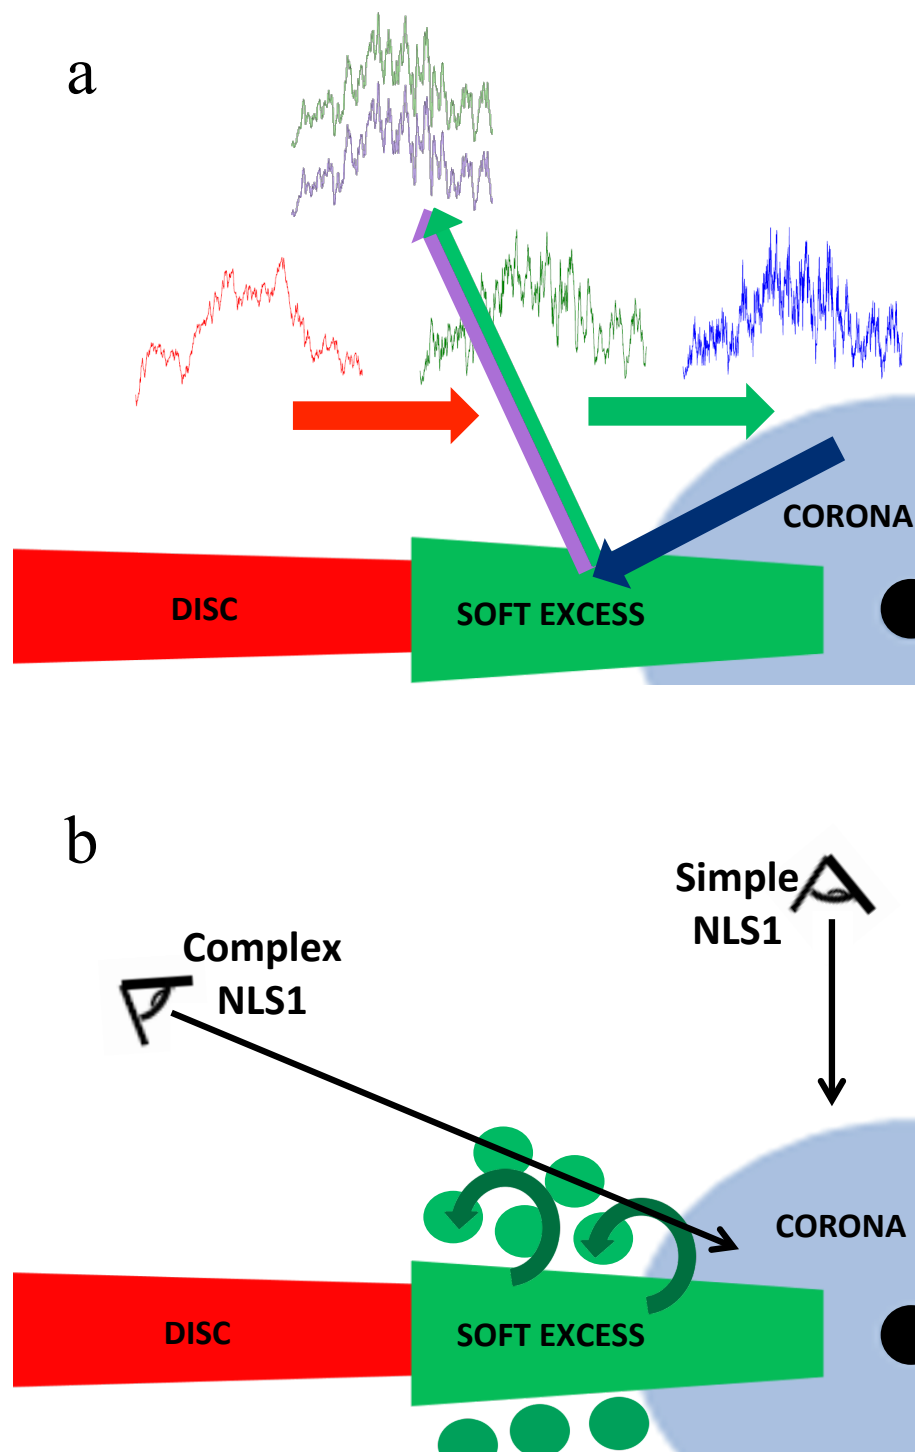 a
CORONA
DISC
SOFT EXCESS
b
Simple
NLS1
Complex
NLS1
CORONA
DISC
SOFT EXCESS